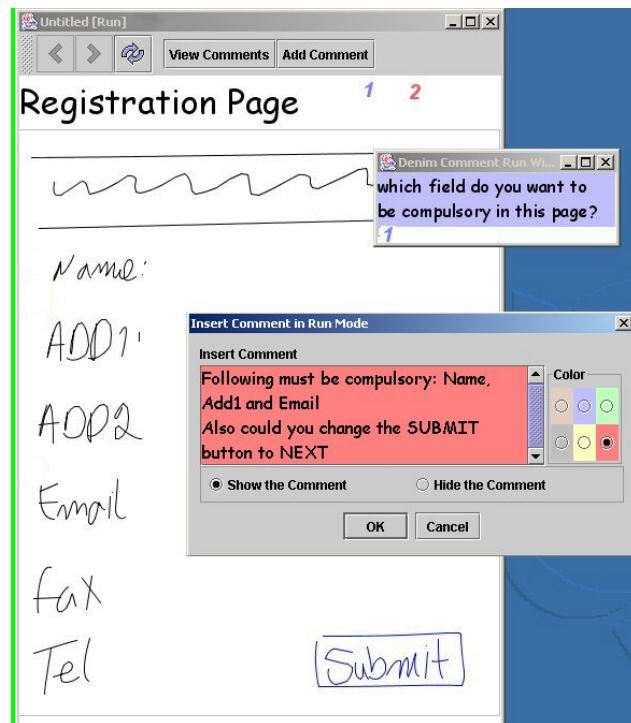 Untitled [Run]
View Comments Add Comment
Registration Page 1 2
Denim Comment Run Wi...
which field do you want to
be compulsory in this page?
1
Name:
Insert Comment in Run Mode
Insert Comment
Color
Following must be compulsory: Name,
Add1 and Email
Also could you change the SUBMIT
button to NEXT
Show the Comment Hide the Comment
OK Cancel
ADD1:
ADD2
Email
fax
Tel
Submit